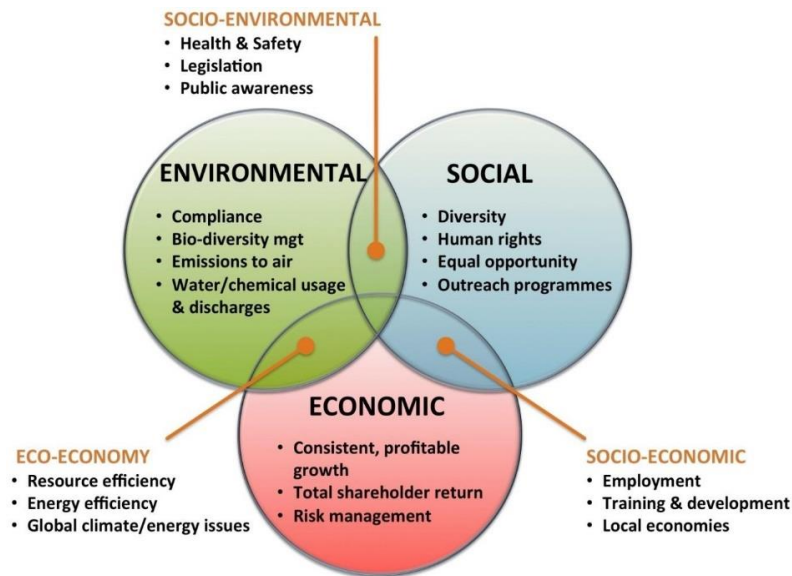 SOCIO-ENVIRONMENTAL
• Health & Safety
• Legislation
• Public awareness
ENVIRONMENTAL
• Compliance
• Bio-diversity mgt
• Emissions to air
• Water/chemical usage
& discharges
SOCIAL
• Diversity
• Human rights
• Equal opportunity
• Outreach programmes
ECONOMIC
• Consistent, profitable
growth
• Total shareholder return
• Risk management
ECO-ECONOMY
• Resource efficiency
• Energy efficiency
• Global climate/energy issues
SOCIO-ECONOMIC
• Employment
• Training & development
• Local economies